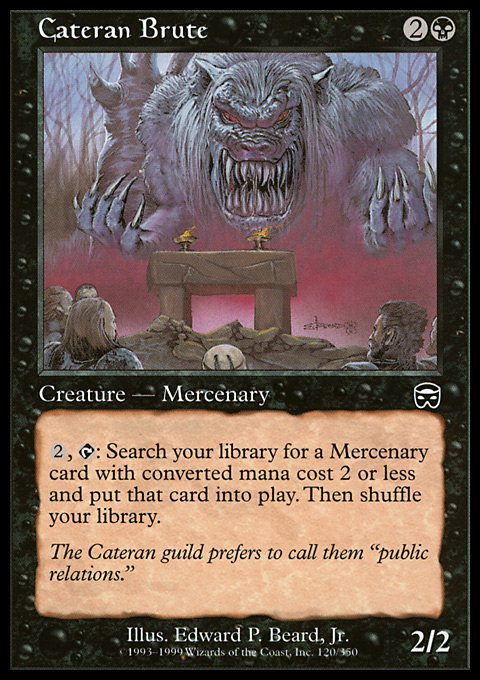 Cateran Brute 2
Creature — Mercenary
2, : Search your library for a Mercenary
card with converted mana cost 2 or less
and put that card into play. Then shuffle
your library.
The Cateran guild prefers to call them “public
relations.”
Illus. Edward P. Beard, Jr.
©1993–1999 Wizards of the Coast, Inc. 120/350
2/2